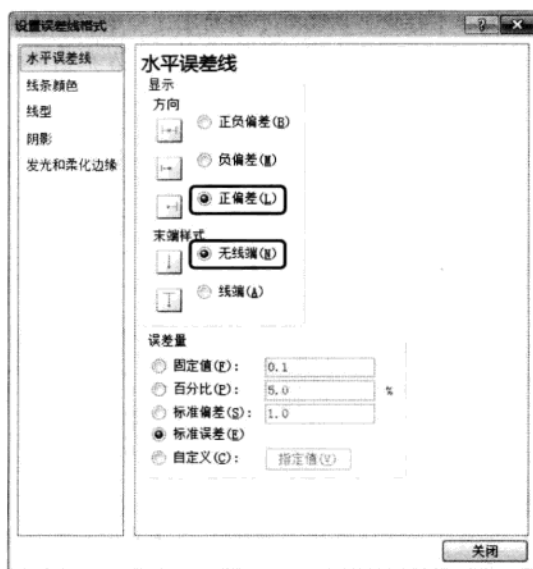 设置误差线格式
水平误差线
线条颜色
线型
阴影
发光和柔化边缘
水平误差线
显示
方向
正负偏差(B)
负偏差(M)
正偏差(L)
末端样式
无线端(N)
线端(A)
误差量
固定值(F): 0.1
百分比(P): 5.0 %
标准偏差(S): 1.0
标准误差(E)
自定义(C): 指定值(V)
关闭